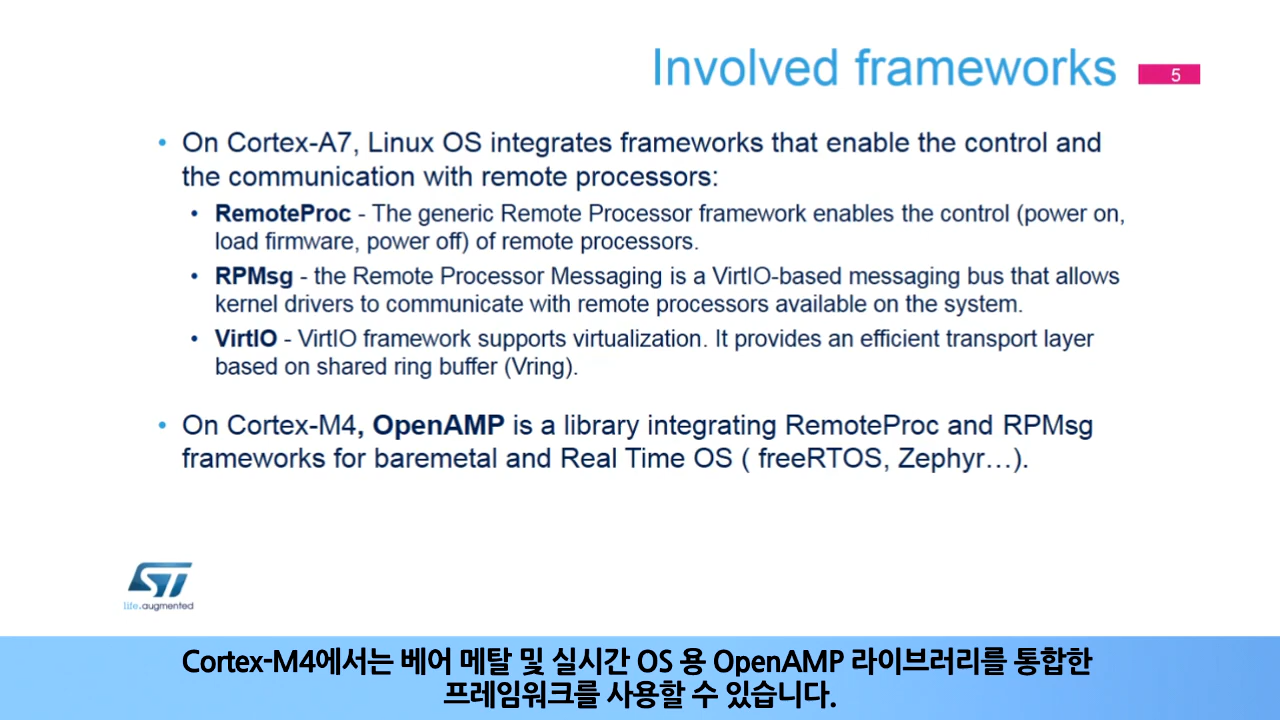 Involved frameworks
5
• On Cortex-A7, Linux OS integrates frameworks that enable the control and
the communication with remote processors:
• RemoteProc - The generic Remote Processor framework enables the control (power on,
load firmware, power off) of remote processors.
• RPMsg - the Remote Processor Messaging is a VirtIO-based messaging bus that allows
kernel drivers to communicate with remote processors available on the system.
• VirtIO - VirtIO framework supports virtualization. It provides an efficient transport layer
based on shared ring buffer (Vring).
• On Cortex-M4, OpenAMP is a library integrating RemoteProc and RPMsg
frameworks for baremetal and Real Time OS ( freeRTOS, Zephyr…).
ST
life.augmented
Cortex-M4에서는 베어 메탈 및 실시간 OS 용 OpenAMP 라이브러리를 통합한
프레임워크를 사용할 수 있습니다.